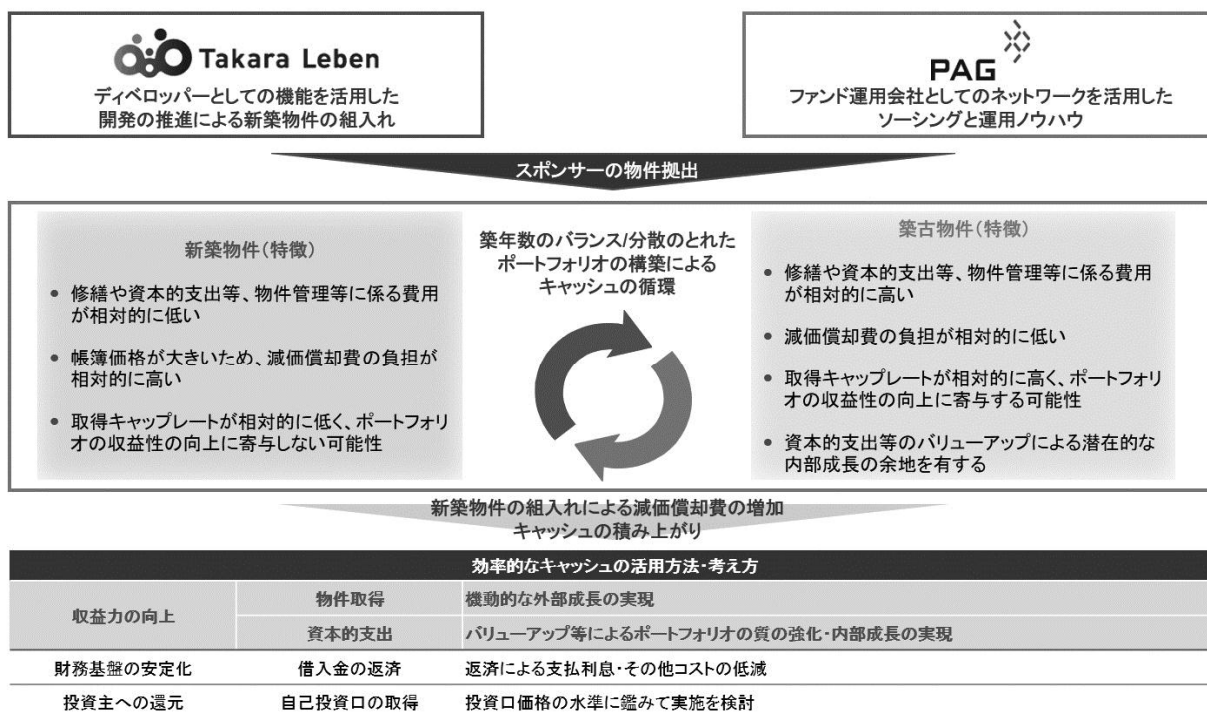 Takara Leben
ディベロッパーとしての機能を活用した
開発の推進による新築物件の組入れ
PAG
ファンド運用会社としてのネットワークを活用した
ソーシングと運用ノウハウ
スポンサーの物件拠出
新築物件(特徴)
• 修繕や資本的支出等、物件管理等に係る費用
が相対的に低い
• 帳簿価格が大きいため、減価償却費の負担が
相対的に高い
• 取得キャップレートが相対的に低く、ポートフォリ
オの収益性の向上に寄与しない可能性
築年数のバランス/分散のとれた
ポートフォリオの構築による
キャッシュの循環
築古物件(特徴)
• 修繕や資本的支出等、物件管理等に係る費用
が相対的に高い
• 減価償却費の負担が相対的に低い
• 取得キャップレートが相対的に高く、ポートフォリ
オの収益性の向上に寄与する可能性
• 資本的支出等のバリューアップによる潜在的な
内部成長の余地を有する
新築物件の組入れによる減価償却費の増加
キャッシュの積み上がり
効率的なキャッシュの活用方法・考え方
収益力の向上
物件取得 機動的な外部成長の実現
資本的支出 バリューアップ等によるポートフォリオの質の強化・内部成長の実現
財務基盤の安定化 借入金の返済 返済による支払利息・その他コストの低減
投資主への還元 自己投資口の取得 投資口価格の水準に鑑みて実施を検討